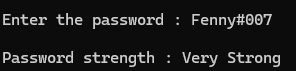 Enter the password : Fenny#007
Password strength : Very Strong